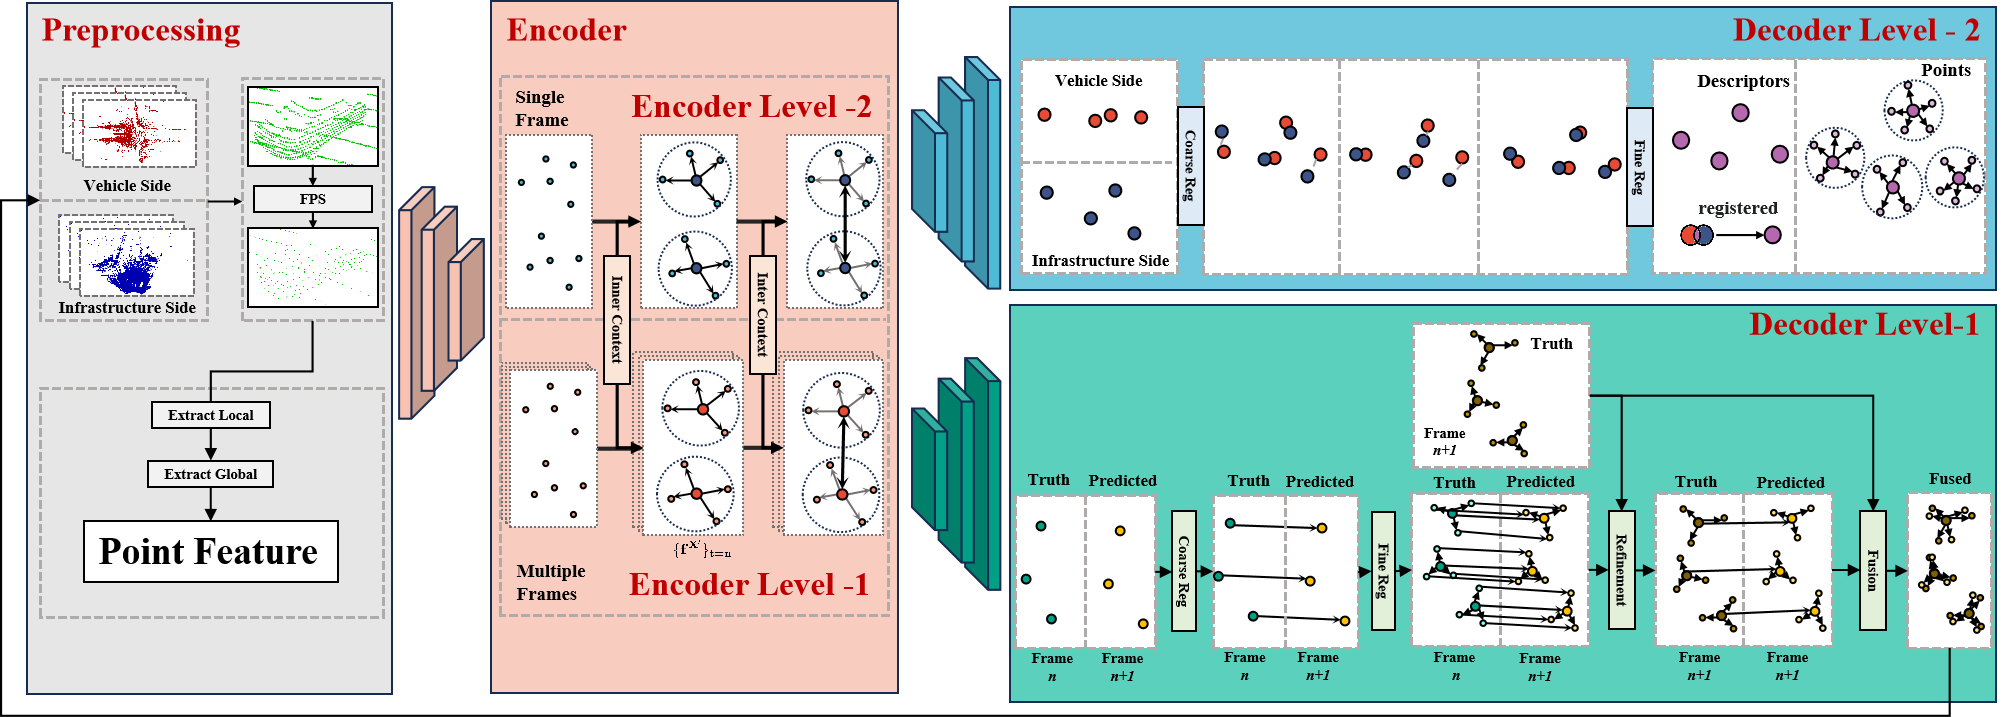 Preprocessing
Vehicle Side
FPS
Infrastructure Side
Extract Local
Extract Global
Point Feature
Encoder
Single
Frame
Encoder Level -2
Inner Context
Inter Context
{f^X'}t=n
Multiple
Frames
Encoder Level -1
Decoder Level - 2
Vehicle Side
Infrastructure Side
Coarse Reg
Fine Reg
Descriptors
Points
registered
Decoder Level-1
Truth
Frame
n+1
Truth
Predicted
Frame
n
Frame
n+1
Coarse Reg
Truth
Predicted
Frame
n
Frame
n+1
Fine Reg
Truth
Predicted
Frame
n
Frame
n+1
Refinement
Truth
Predicted
Frame
n+1
Frame
n+1
Fusion
Fused